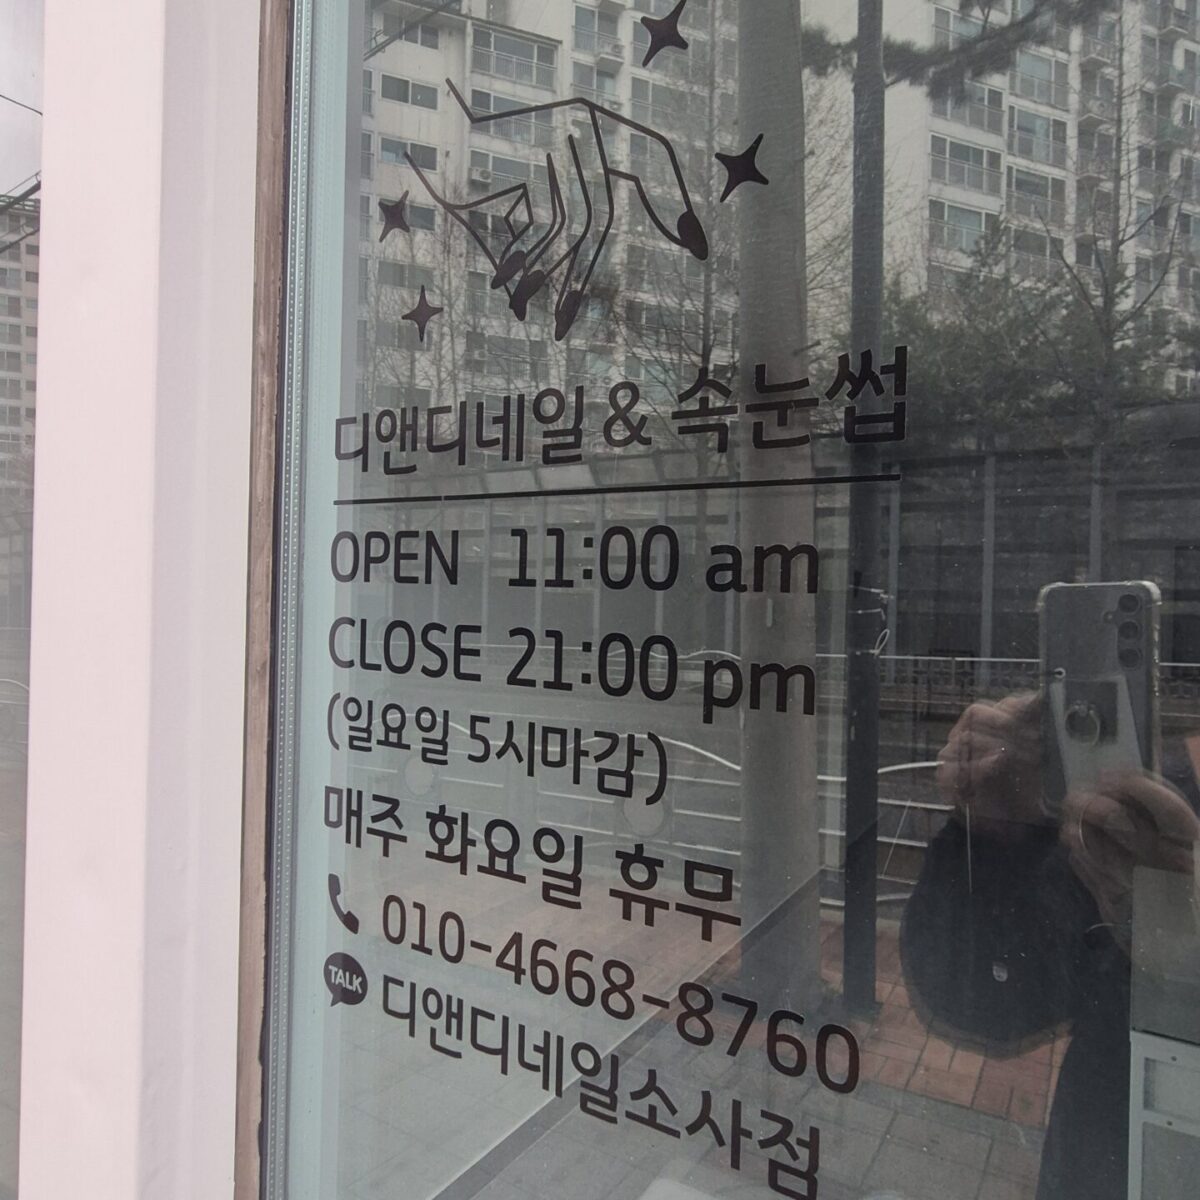 디앤디네일 & 속눈썹
OPEN 11:00 am
CLOSE 21:00 pm
(일요일 5시마감)
매주 화요일 휴무
010-4668-8760
TALK 디앤디네일소사점